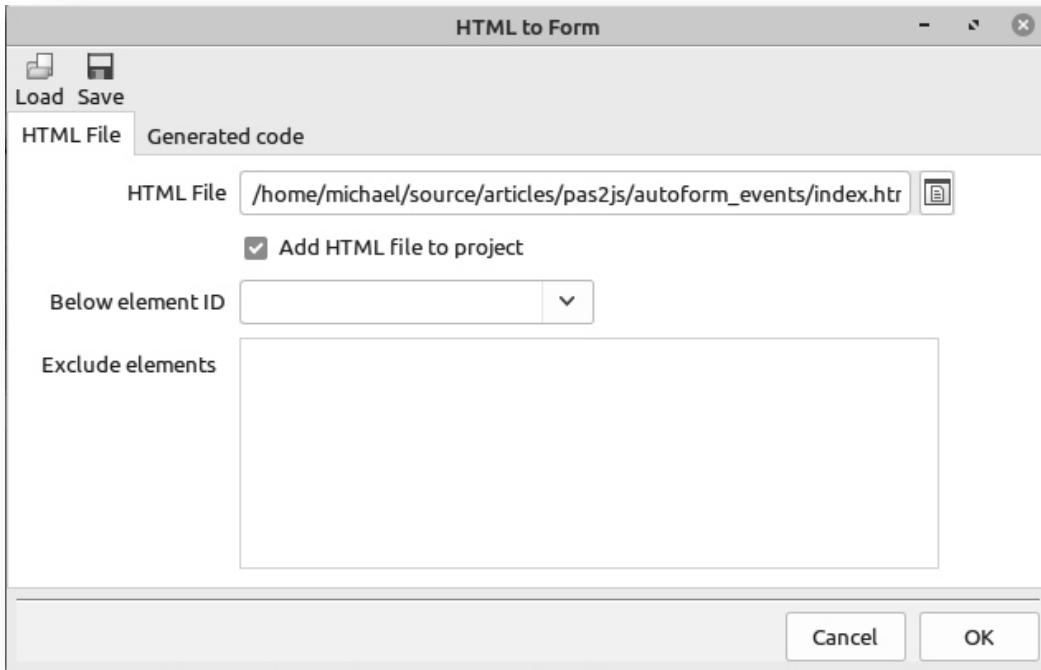 HTML to Form
Load Save
HTML File Generated code
HTML File /home/michael/source/articles/pas2js/autoform_events/index.htr
Add HTML file to project
Below element ID
Exclude elements
Cancel OK